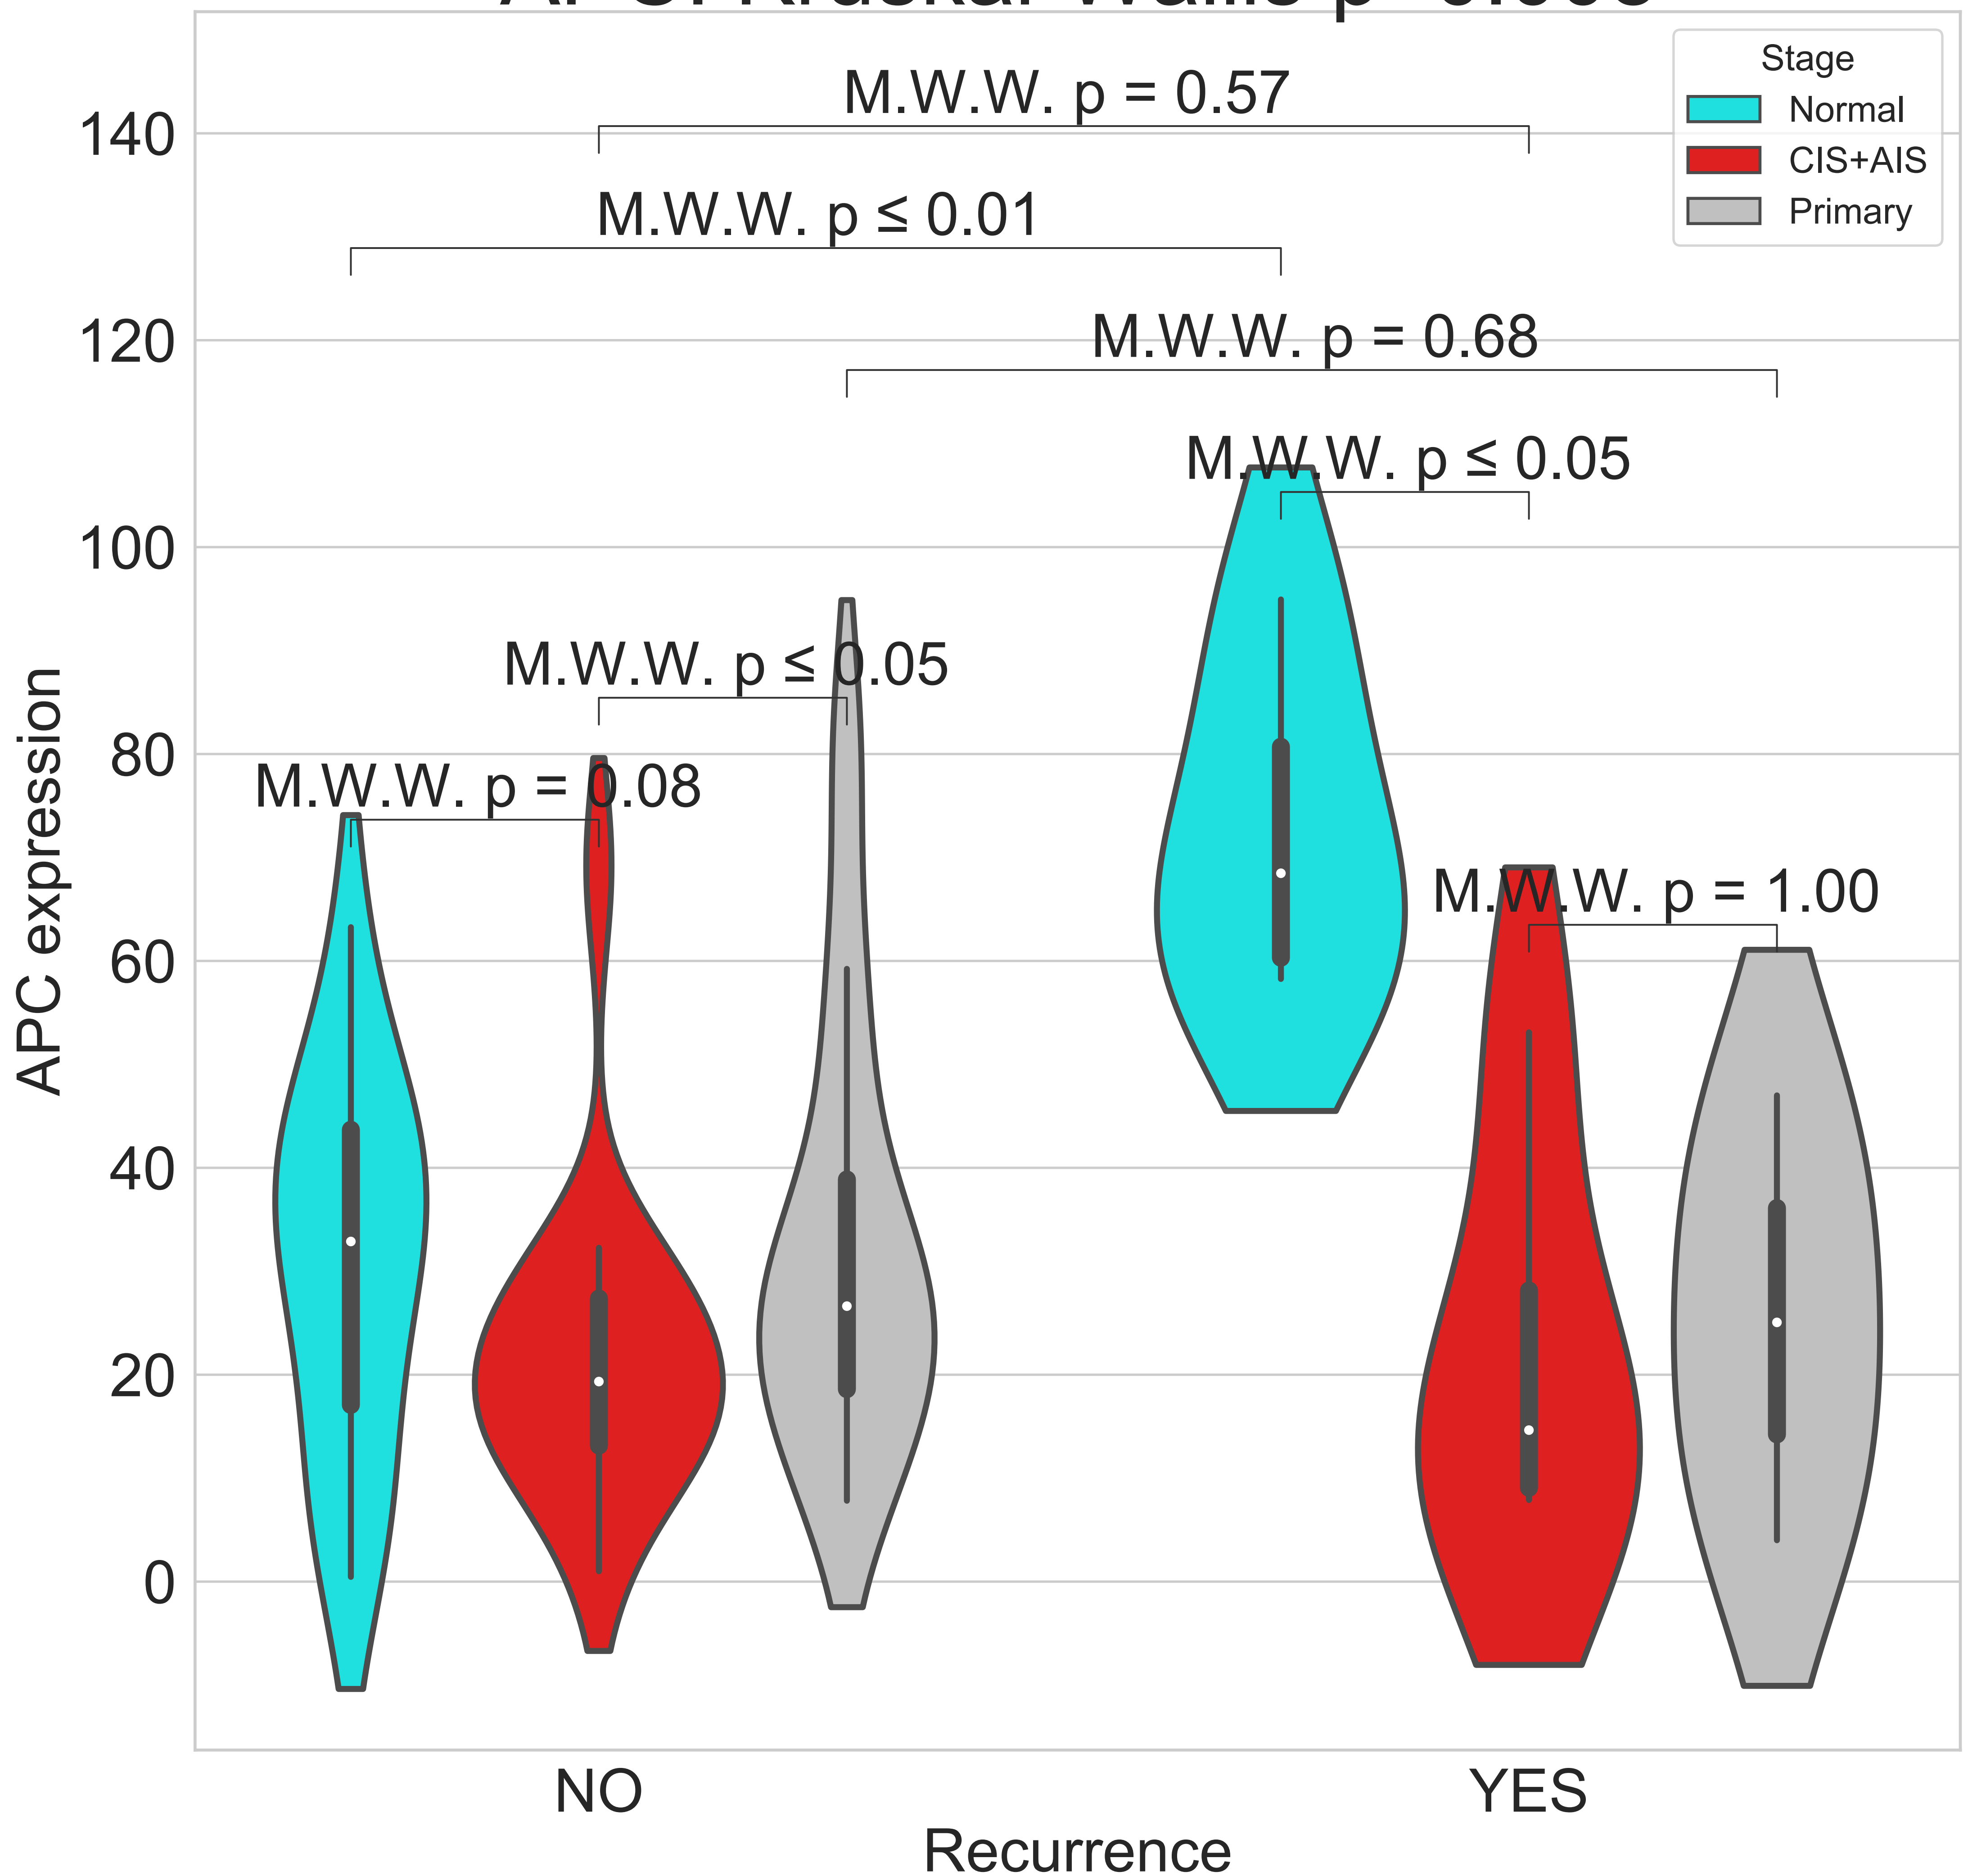 Stage
Normal
CIS+AIS
Primary
M.W.W. p = 0.57
M.W.W. p ≤ 0.01
M.W.W. p = 0.68
M.W.W. p ≤ 0.05
M.W.W. p ≤ 0.05
M.W.W. p = 0.08
M.W.W. p = 1.00
140
120
100
80
60
40
20
0
APC expression
NO
YES
Recurrence